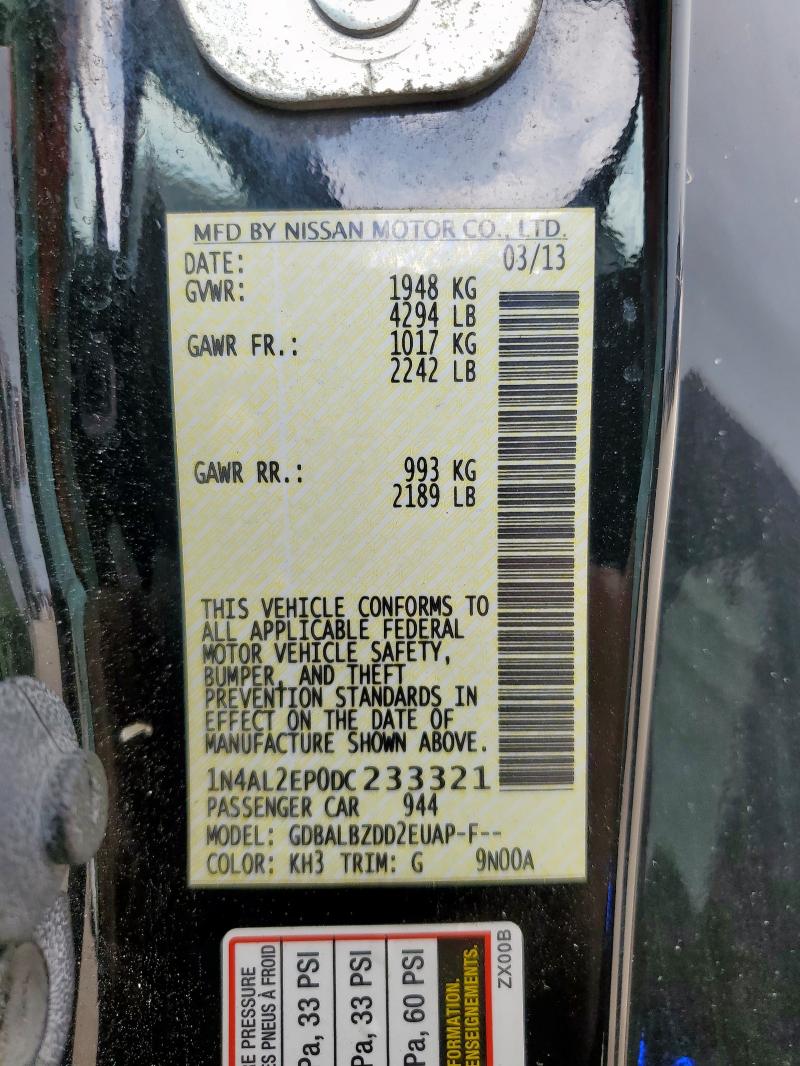 MFD BY NISSAN MOTOR CO., LTD.
DATE: 03/13
GVWR: 1948 KG
4294 LB
GAWR FR.: 1017 KG
2242 LB
GAWR RR.: 993 KG
2189 LB
THIS VEHICLE CONFORMS TO
ALL APPLICABLE FEDERAL
MOTOR VEHICLE SAFETY,
BUMPER, AND THEFT
PREVENTION STANDARDS IN
EFFECT ON THE DATE OF
MANUFACTURE SHOWN ABOVE.
1N4AL2EP0DC233321
PASSENGER CAR 944
MODEL: GDBALBZDD2EUAP-F--
COLOR: KH3 TRIM: G 9N00A
PRESSURE
PNEUS À FROID
33 PSI
33 PSI
60 PSI
ZX00B